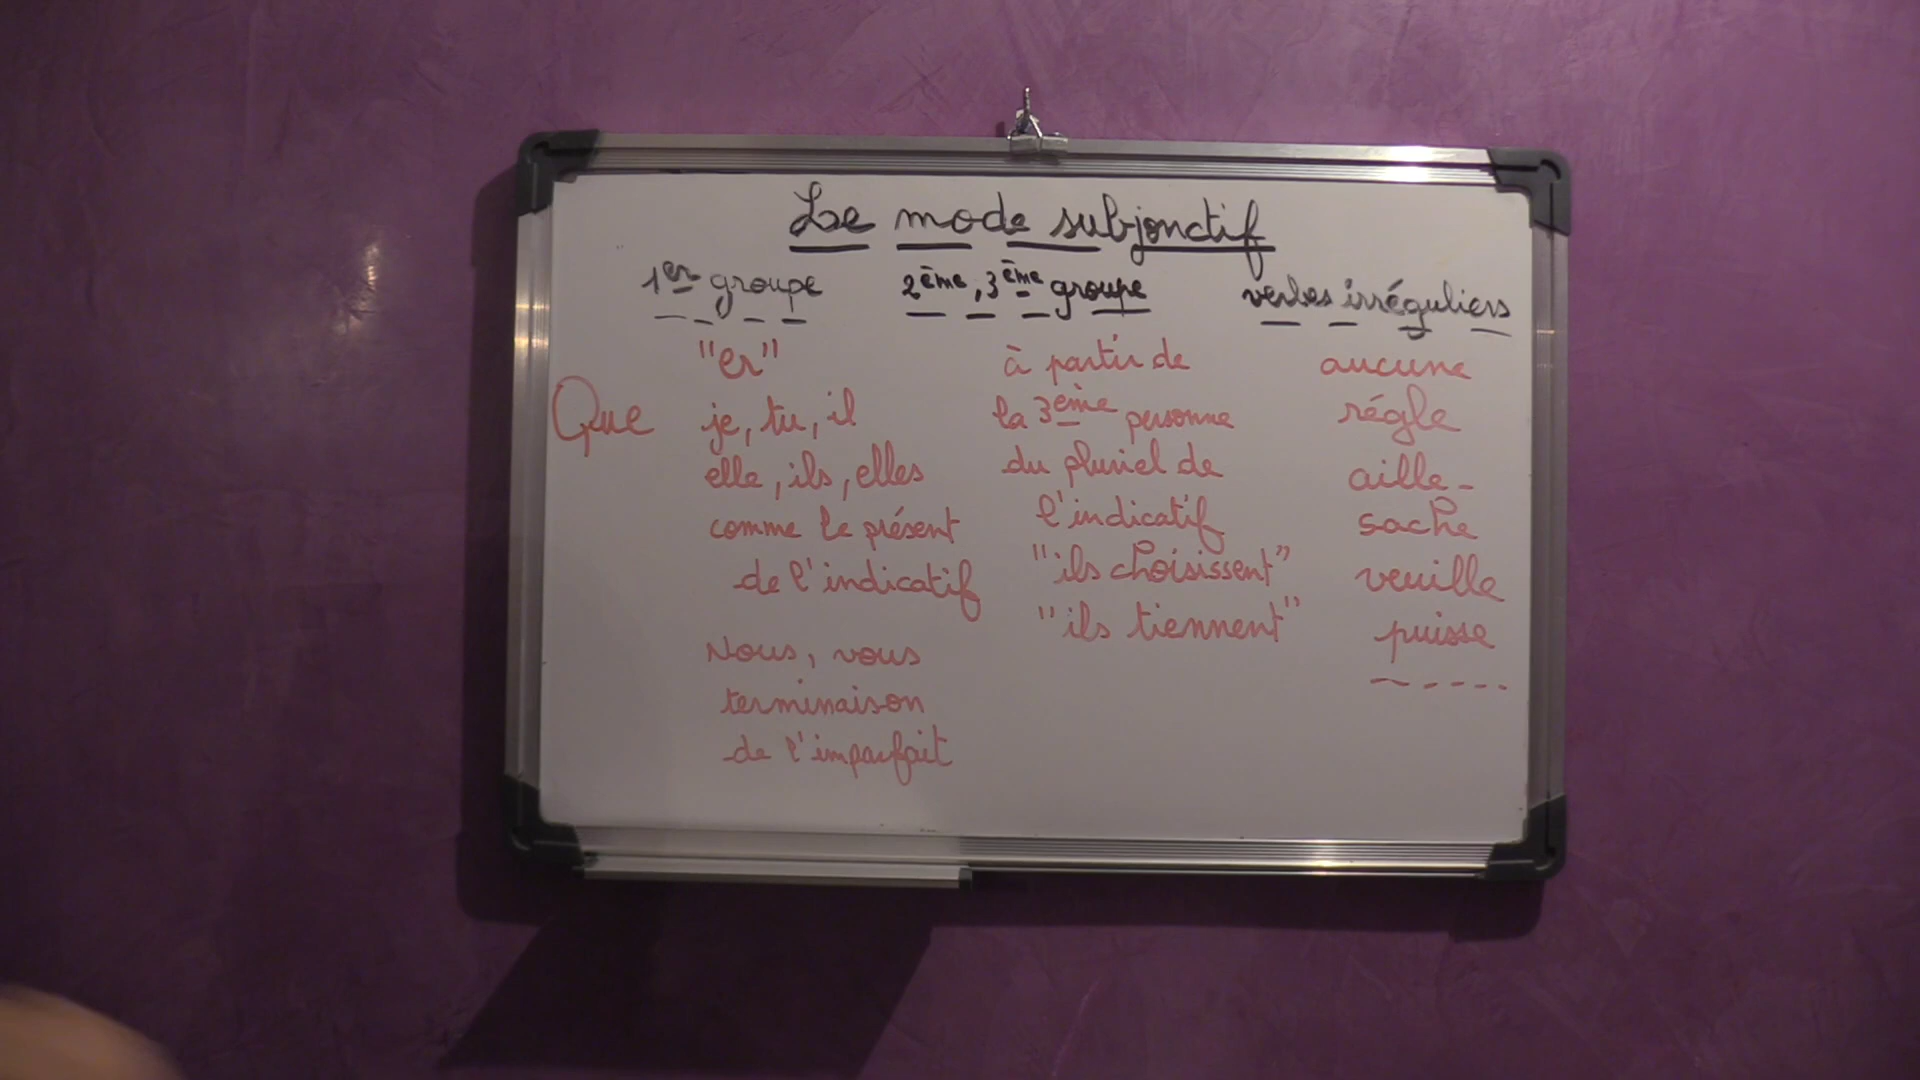 Le mode subjonctif
1er groupe
"er"
Que je, tu, il
elle, ils, elles
comme le présent
de l'indicatif
Nous, vous
terminaison
de l'imparfait
2ème, 3ème groupe
à partir de
la 3ème personne
du pluriel de
l'indicatif
"ils choisissent"
"ils tiennent"
verbes irréguliers
aucune
régle
aille -
sache
veuille
puisse
-----